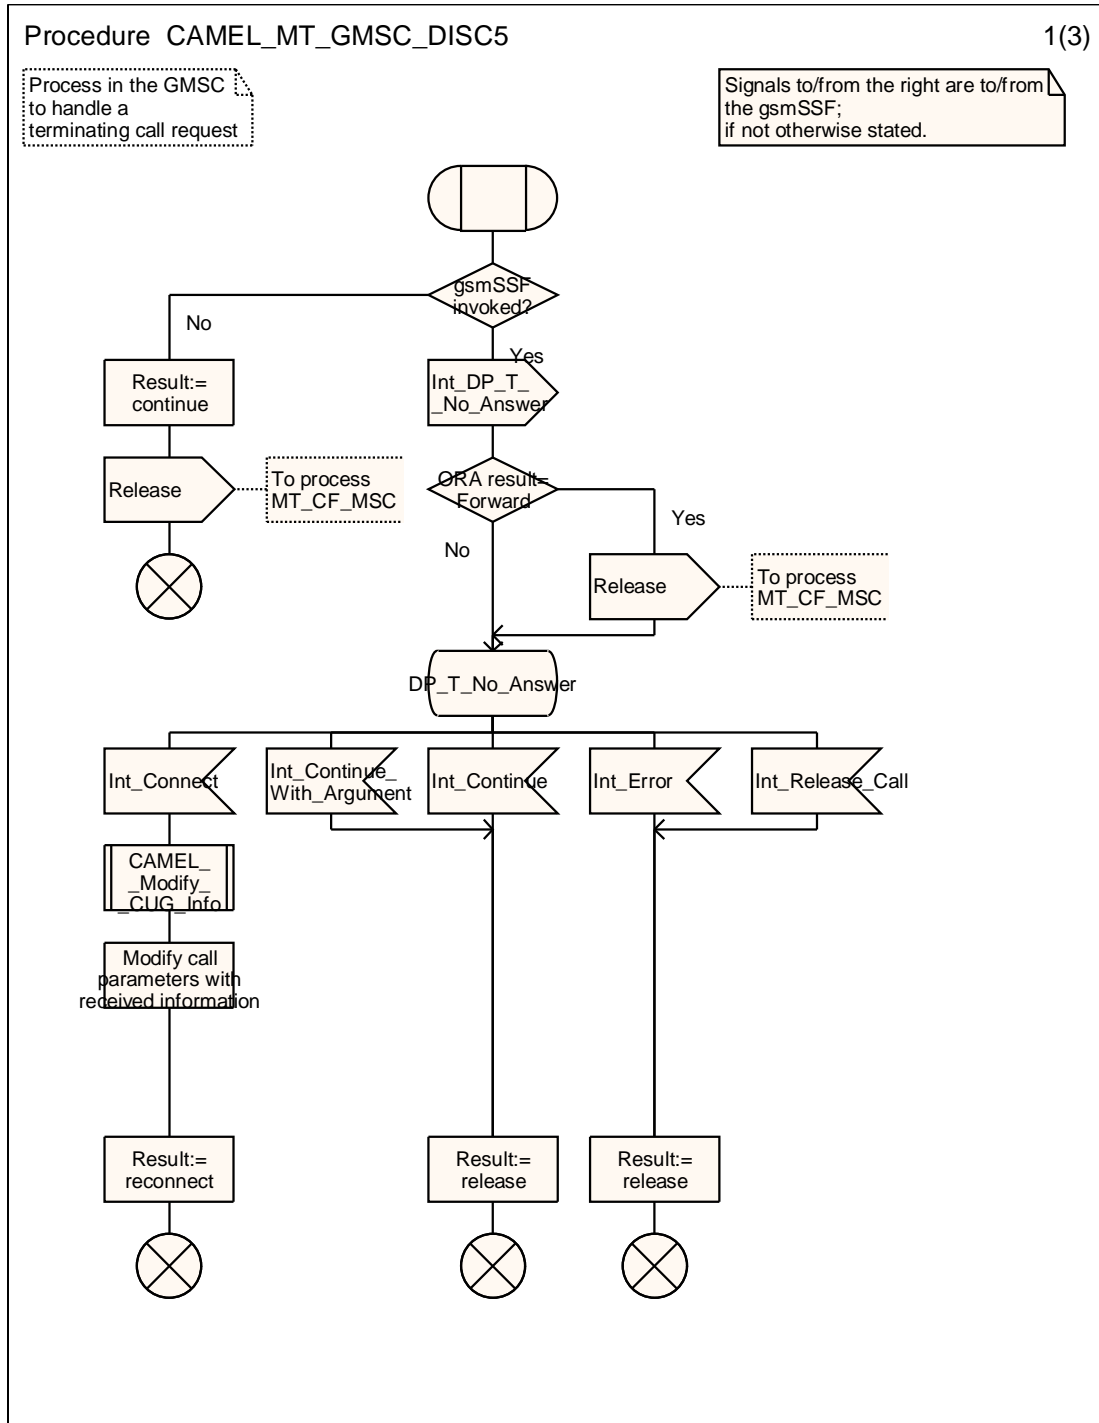 Procedure CAMEL_MT_GMSC_DISC5
1(3)
Process in the GMSC
to handle a
terminating call request
Signals to/from the right are to/from
the gsmSSF;
if not otherwise stated.
gsmSSF
invoked?
No
Yes
Result:=
continue
Int_DP_T_
_No_Answer
Release
To process
MT_CF_MSC
ORA result=
Forward
Yes
No
Release
To process
MT_CF_MSC
DP_T_No_Answer
Int_Connect
Int_Continue_
With_Argument
Int_Continue
Int_Error
Int_Release_Call
CAMEL_
_Modify_
_CUG_Info
Modify call
parameters with
received information
Result:=
reconnect
Result:=
release
Result:=
release